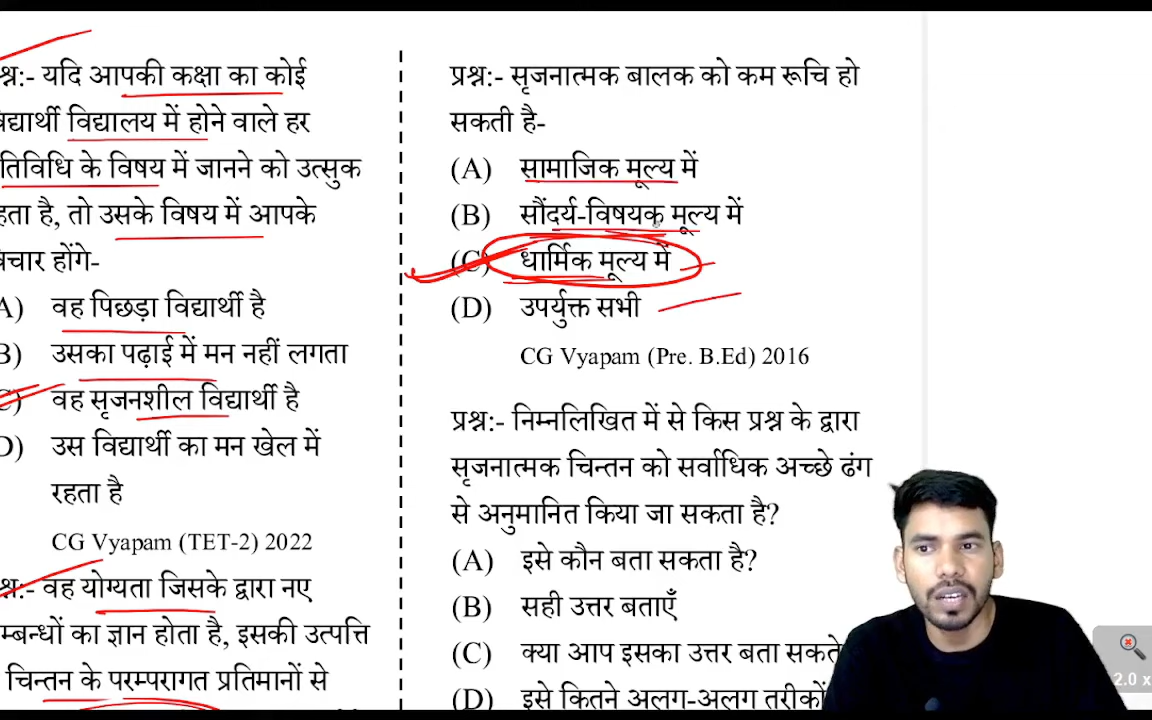 यदि आपकी कक्षा का कोई
विद्यालय में होने वाले हर
के विषय में जानने को उत्सुक
है, तो उसके विषय में आपके
होंगे-
वह पिछड़ा विद्यार्थी है
उसका पढ़ाई में मन नहीं लगता
वह सृजनशील विद्यार्थी है
उस विद्यार्थी का मन खेल में
रहता है
CG Vyapam (TET-2) 2022
वह योग्यता जिसके द्वारा नए
का ज्ञान होता है, इसकी उत्पत्ति
चिन्तन के परम्परागत प्रतिमानों से
प्रश्न:- सृजनात्मक बालक को कम रूचि हो
सकती है-
(A) सामाजिक मूल्य में
(B) सौंदर्य-विषयक मूल्य में
(C) धार्मिक मूल्य में
(D) उपर्युक्त सभी
CG Vyapam (Pre. B.Ed) 2016
प्रश्न:- निम्नलिखित में से किस प्रश्न के द्वारा
सृजनात्मक चिन्तन को सर्वाधिक अच्छे ढंग
से अनुमानित किया जा सकता है?
(A) इसे कौन बता सकता है?
(B) सही उत्तर बताएँ
(C) क्या आप इसका उत्तर बता सकते
(D) इसे कितने अलग-अलग तरीकों
2.0 x